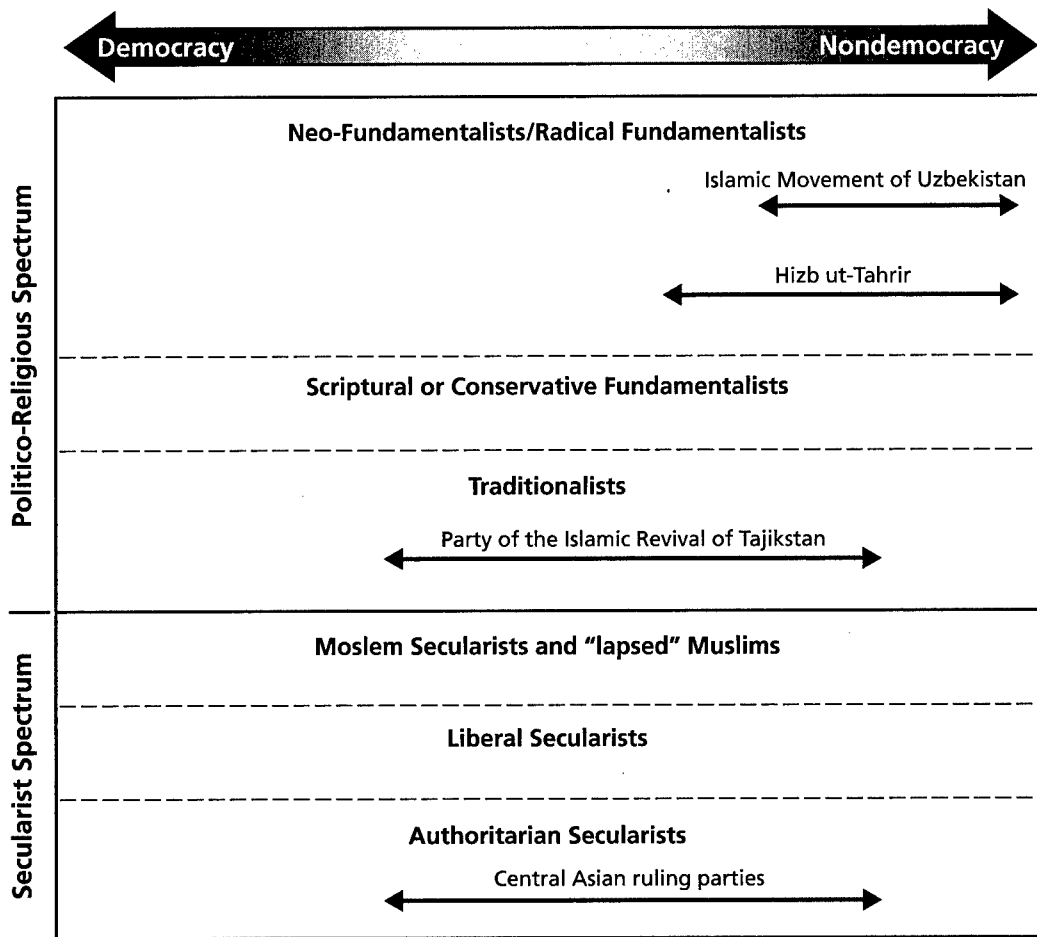 Democracy
Nondemocracy
Politico-Religious Spectrum
Neo-Fundamentalists/Radical Fundamentalists
Islamic Movement of Uzbekistan
Hizb ut-Tahrir
Scriptural or Conservative Fundamentalists
Traditionalists
Party of the Islamic Revival of Tajikstan
Secularist Spectrum
Moslem Secularists and “lapsed” Muslims
Liberal Secularists
Authoritarian Secularists
Central Asian ruling parties